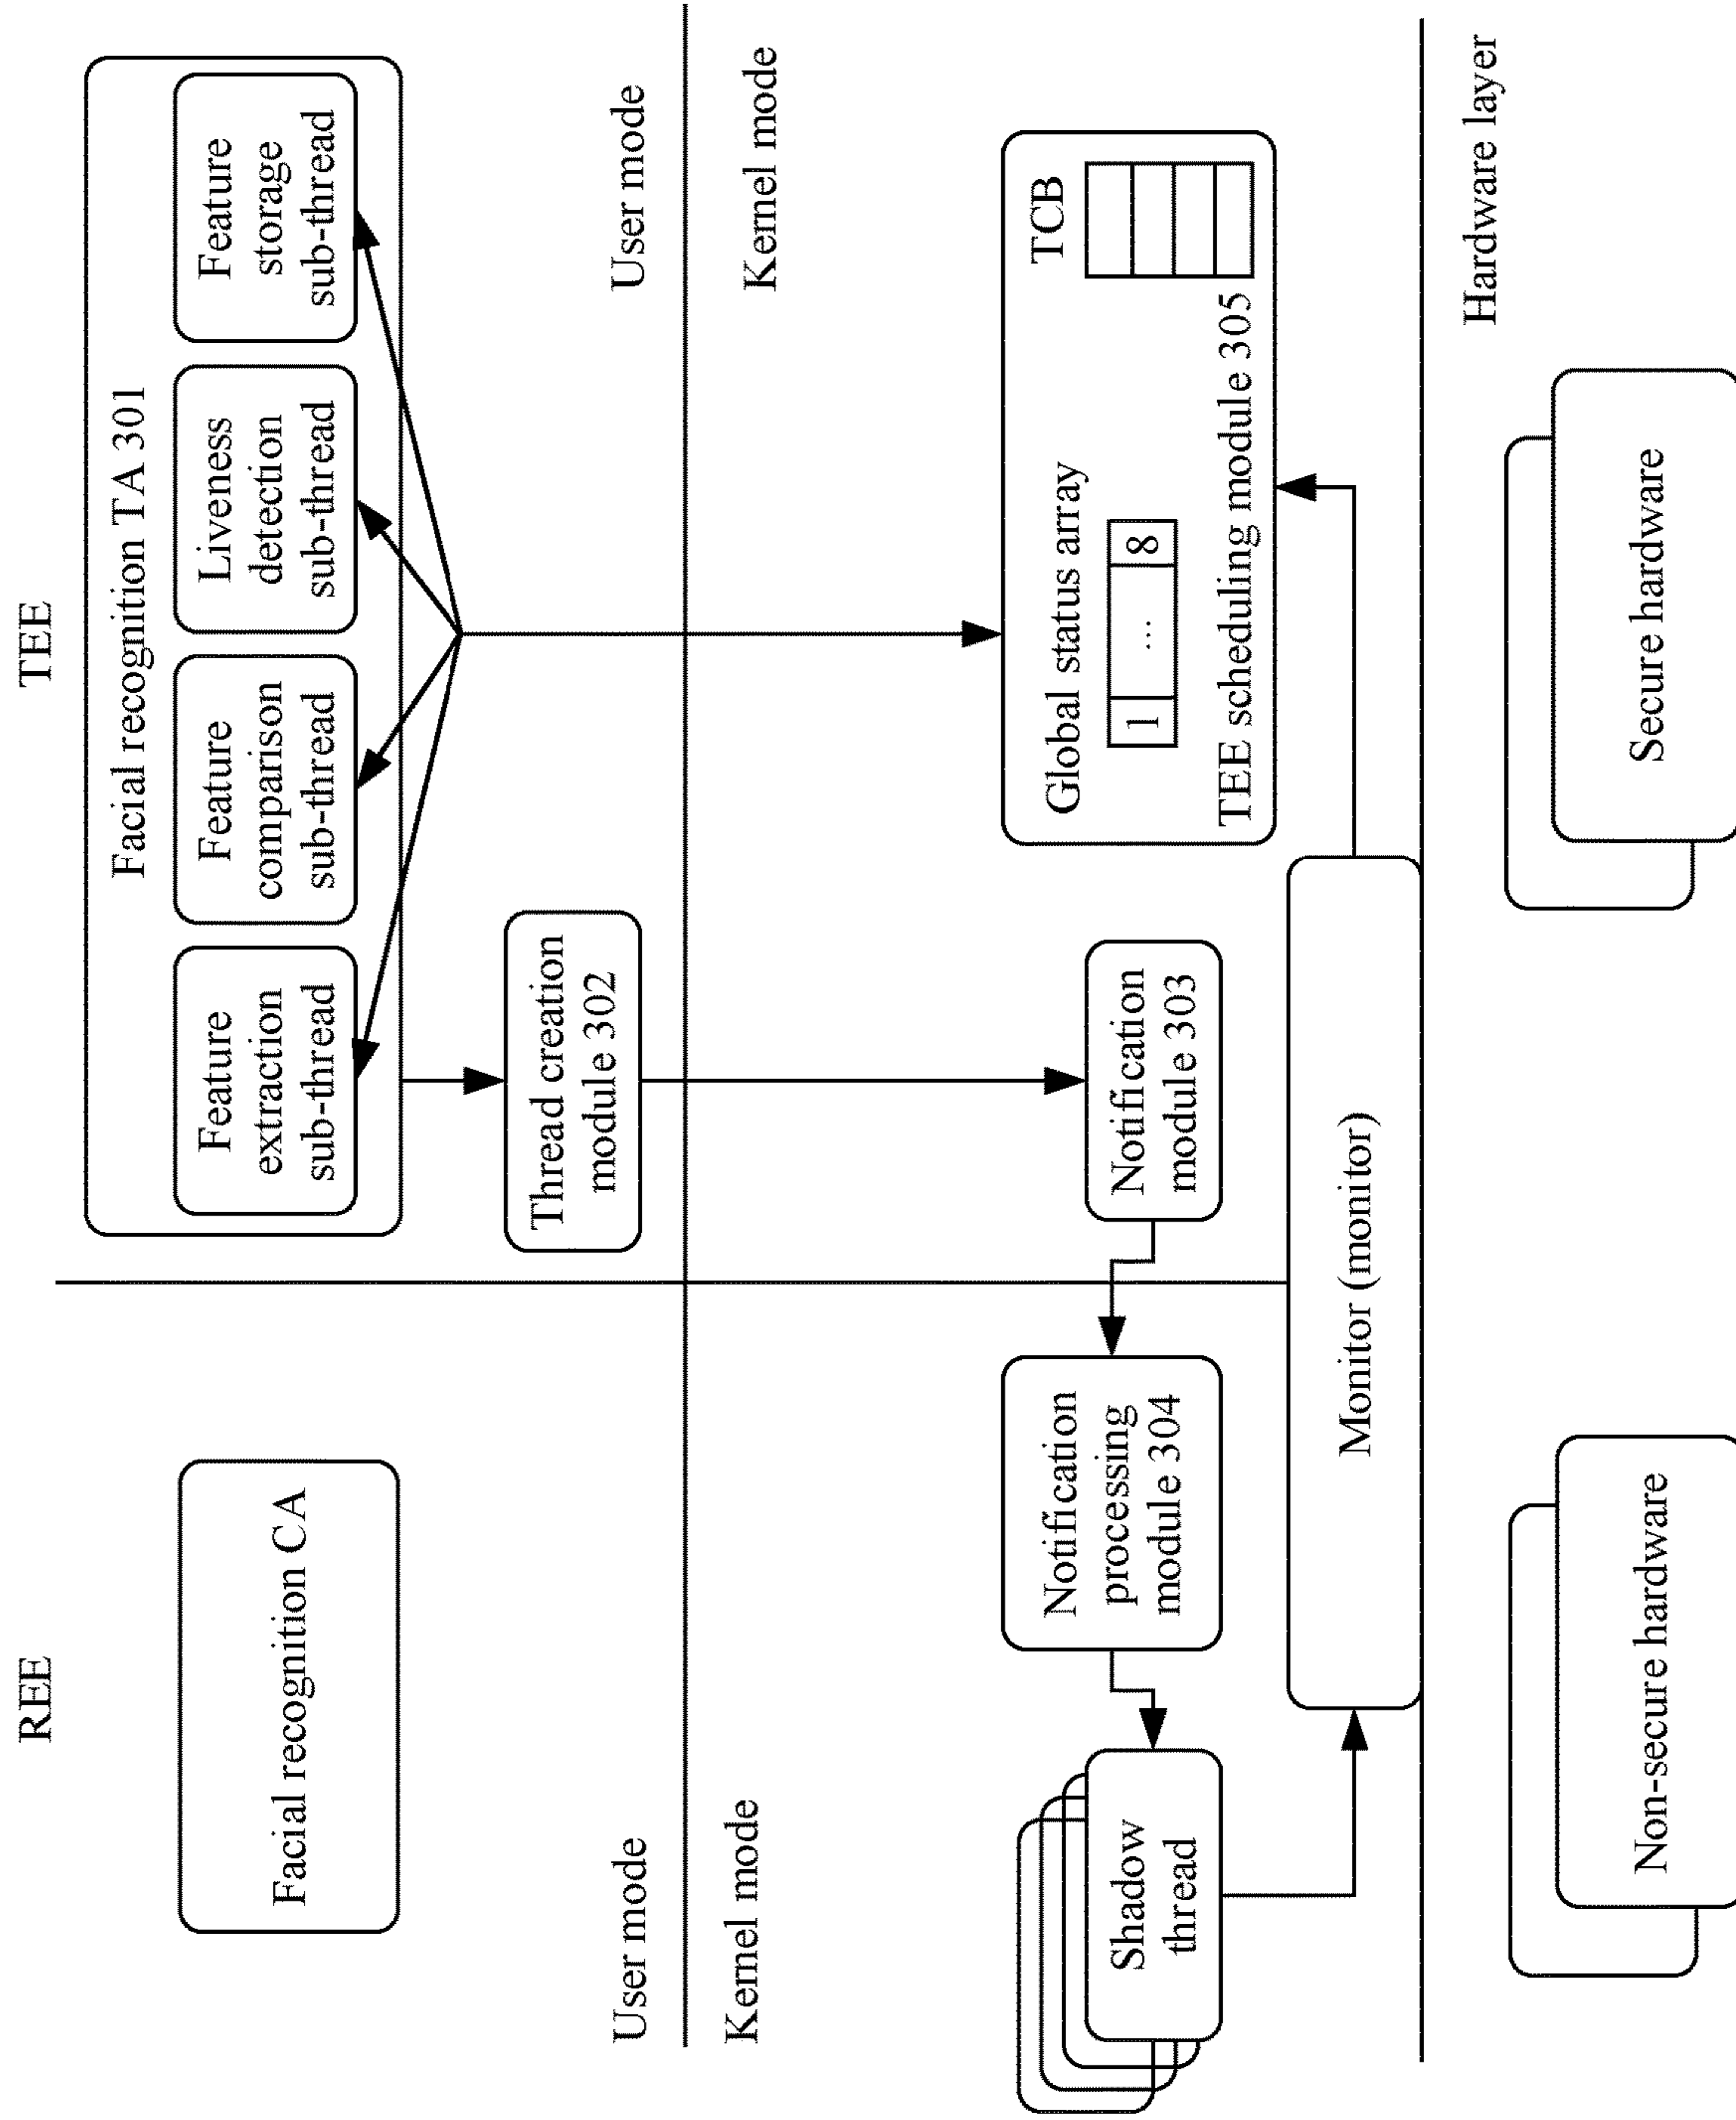 REE
TEE
Facial recognition CA
Facial recognition TA 301
Feature
extraction
sub-thread
Feature
comparison
sub-thread
Liveness
detection
sub-thread
Feature
storage
sub-thread
Thread creation
module 302
User mode
User mode
Kernel mode
Kernel mode
Shadow
thread
Notification
processing
module 304
Notification
module 303
Global status array
1
...
8
TCB
TEE scheduling module 305
Monitor (monitor)
Hardware layer
Non-secure hardware
Secure hardware